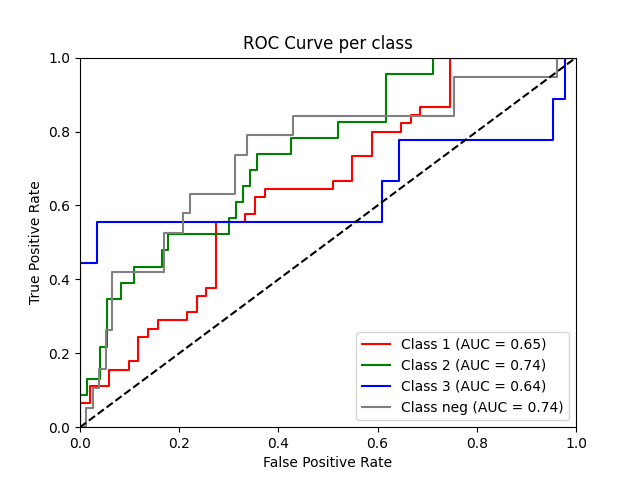 ROC Curve per class
True Positive Rate
1.0
0.8
0.6
0.4
0.2
0.0
0.0 0.2 0.4 0.6 0.8 1.0
False Positive Rate
Class 1 (AUC = 0.65)
Class 2 (AUC = 0.74)
Class 3 (AUC = 0.64)
Class neg (AUC = 0.74)